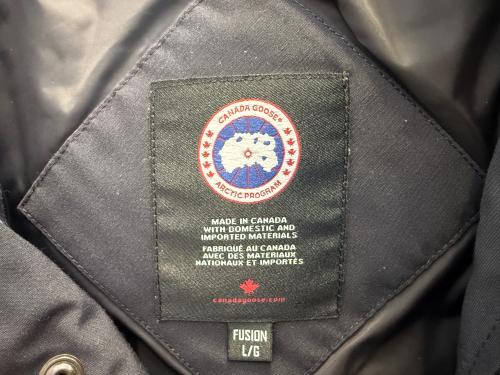 CANADA GOOSE®
ARCTIC PROGRAM
MADE IN CANADA
WITH DOMESTIC AND
IMPORTED MATERIALS
FABRIQUÉ AU CANADA
AVEC DES MATERIAUX
NATIONAUX ET IMPORTÉS
canadagoose.com
FUSION
L/G